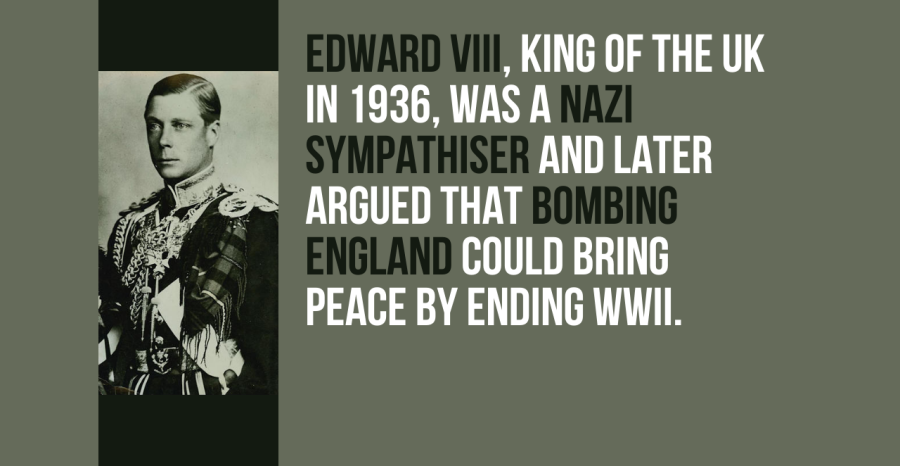 EDWARD VIII, KING OF THE UK
IN 1936, WAS A NAZI
SYMPATHISER AND LATER
ARGUED THAT BOMBING
ENGLAND COULD BRING
PEACE BY ENDING WWII.